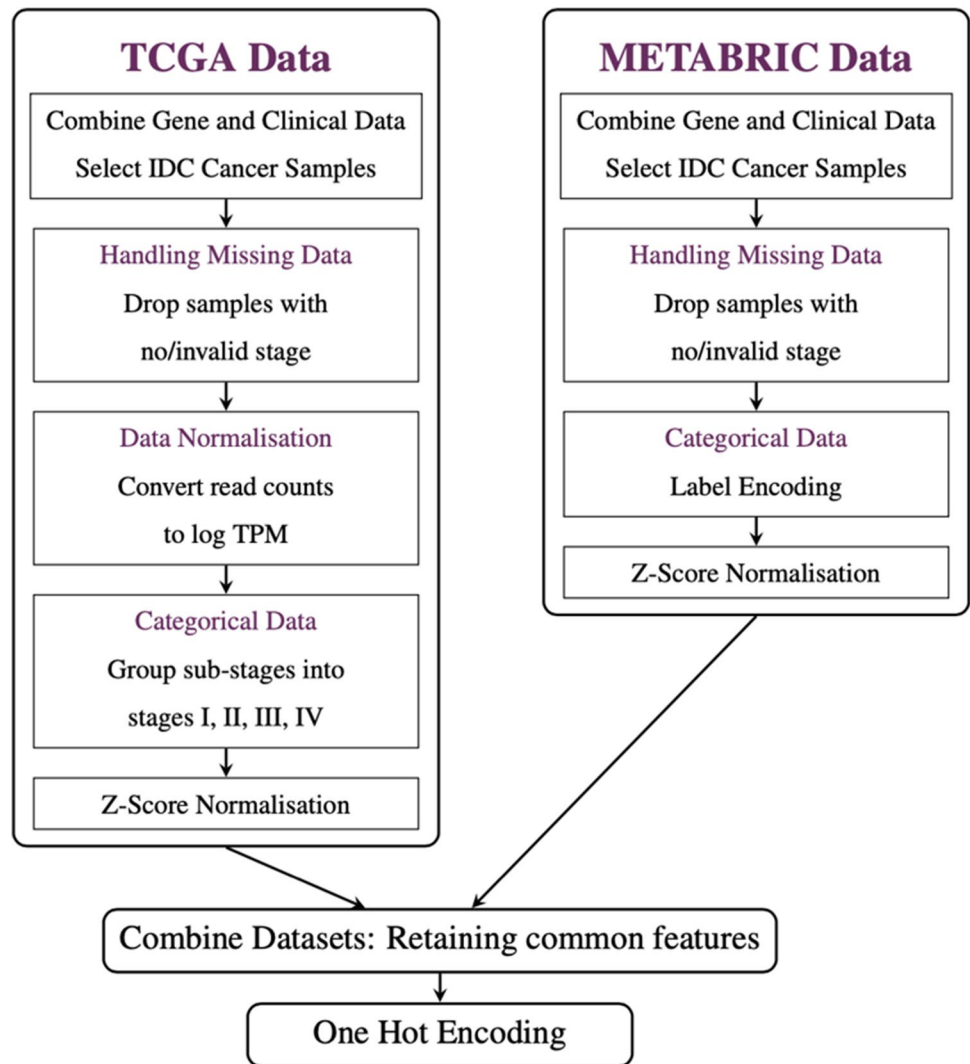 TCGA Data
Combine Gene and Clinical Data
Select IDC Cancer Samples
Handling Missing Data
Drop samples with
no/invalid stage
Data Normalisation
Convert read counts
to log TPM
Categorical Data
Group sub-stages into
stages I, II, III, IV
Z-Score Normalisation
METABRIC Data
Combine Gene and Clinical Data
Select IDC Cancer Samples
Handling Missing Data
Drop samples with
no/invalid stage
Categorical Data
Label Encoding
Z-Score Normalisation
Combine Datasets: Retaining common features
One Hot Encoding